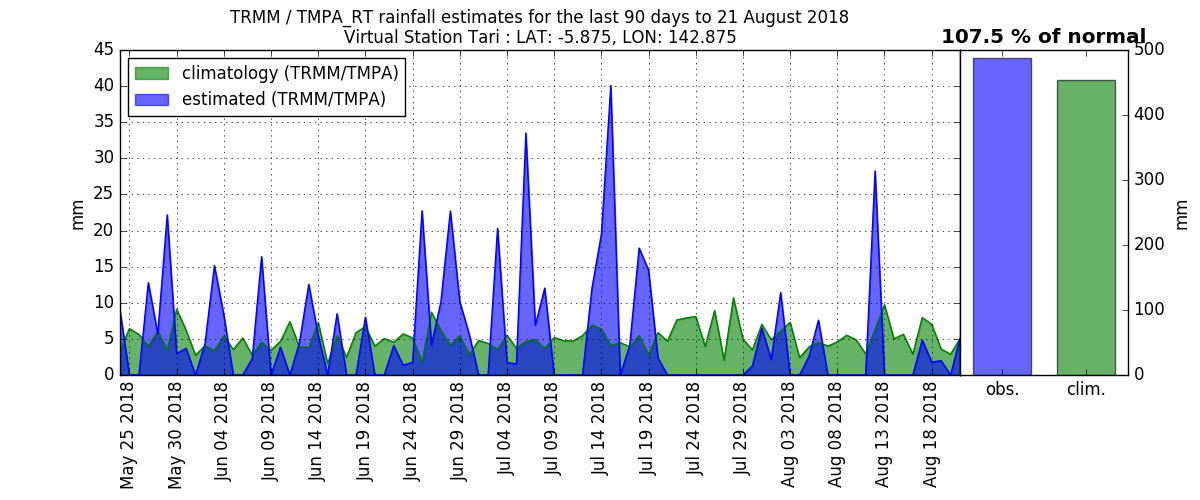 TRMM / TMPA_RT rainfall estimates for the last 90 days to 21 August 2018
Virtual Station Tari : LAT: -5.875, LON: 142.875
107.5 % of normal
climatology (TRMM/TMPA)
estimated (TRMM/TMPA)
mm
45
40
35
30
25
20
15
10
5
0
May 25 2018
May 30 2018
Jun 04 2018
Jun 09 2018
Jun 14 2018
Jun 19 2018
Jun 24 2018
Jun 29 2018
Jul 04 2018
Jul 09 2018
Jul 14 2018
Jul 19 2018
Jul 24 2018
Jul 29 2018
Aug 03 2018
Aug 08 2018
Aug 13 2018
Aug 18 2018
obs.
clim.
500
400
300
200
100
0
mm